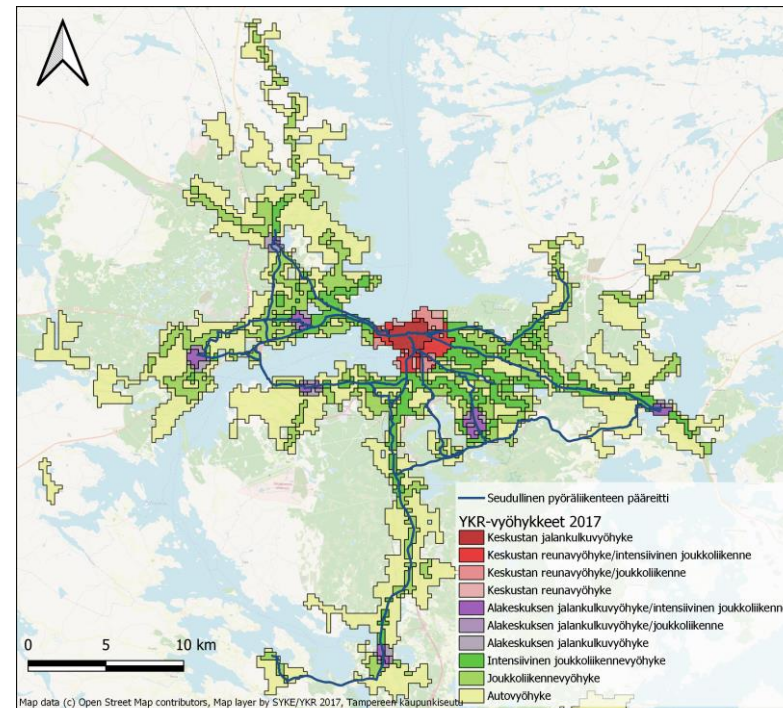 Seudullinen pyöräliikenteen pääreitti
YKR-vyöhykkeet 2017
Keskustan jalankulkuvyöhyke
Keskustan reunavyöhyke/intensiivinen joukkoliikenne
Keskustan reunavyöhyke/joukkoliikenne
Keskustan reunavyöhyke
Alakeskuksen jalankulkuvyöhyke/intensiivinen joukkoliikenne
Alakeskuksen jalankulkuvyöhyke/joukkoliikenne
Alakeskuksen jalankulkuvyöhyke
Intensiivinen joukkoliikennevyöhyke
Joukkoliikennevyöhyke
Autovyöhyke
0 5 10 km
Map data (c) Open Street Map contributors, Map layer by SYKE/YKR 2017, Tampereen kaupunkiseutu